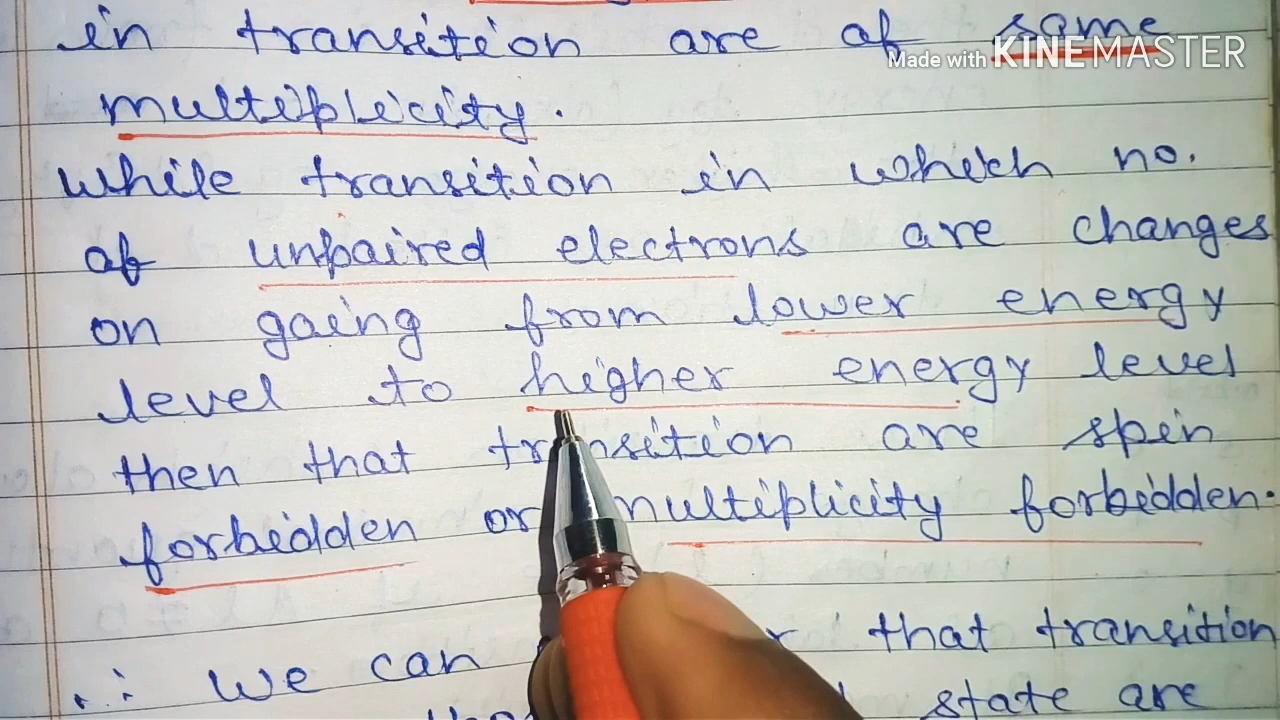 in transition are of same
Made with KINEMASTER
multiplicity.
while transition in which no.
of unpaired electrons are changes
on going from lower energy
level to higher energy level
then that transition are spin
forbidden or multiplicity forbidden.
∴ we can that transition
state are